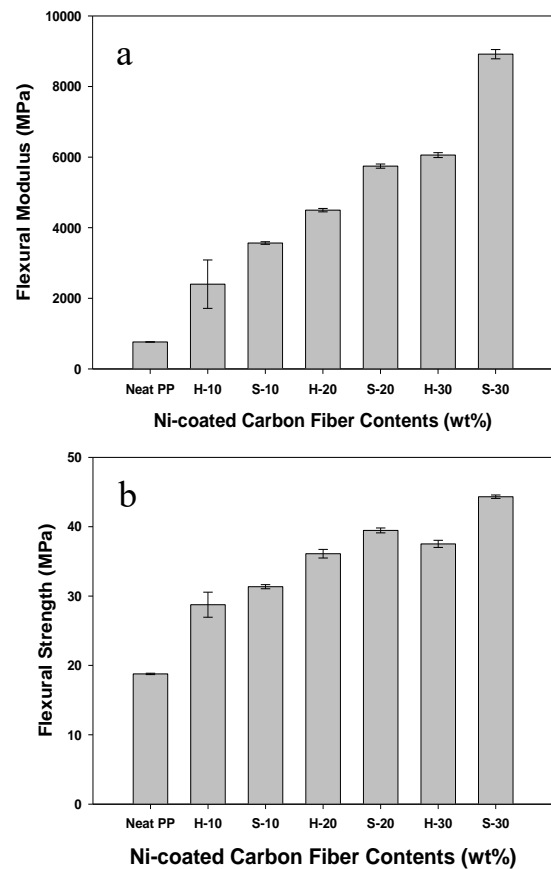 a
Flexural Modulus (MPa)
10000
8000
6000
4000
2000
0
Neat PP H-10 S-10 H-20 S-20 H-30 S-30
Ni-coated Carbon Fiber Contents (wt%)
b
Flexural Strength (MPa)
50
40
30
20
10
0
Neat PP H-10 S-10 H-20 S-20 H-30 S-30
Ni-coated Carbon Fiber Contents (wt%)